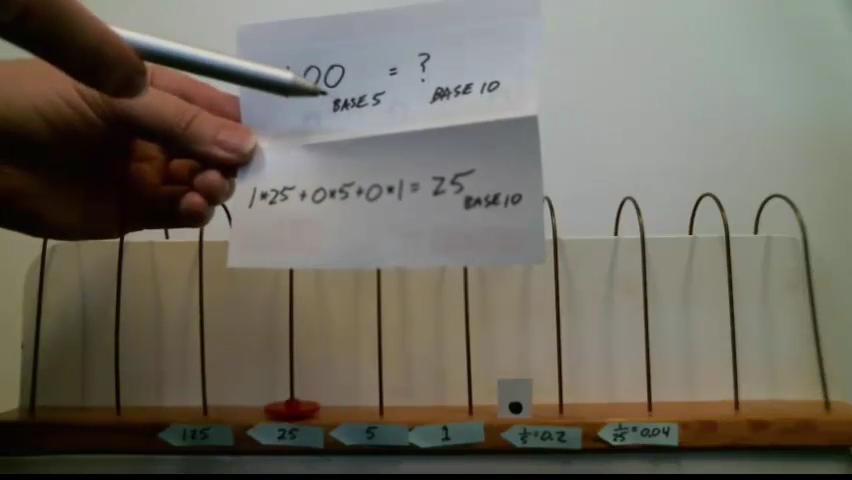 00 BASE 5 = ? BASE 10
1*25+0*5+0*1= 25 BASE 10
125 25 5 1 1/5=0.2 1/25=0.04